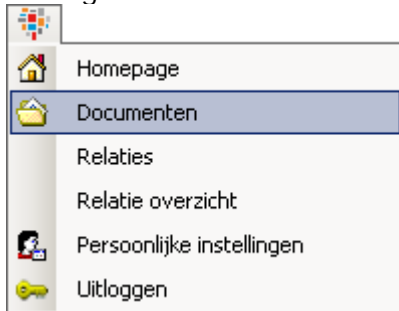 Homepage
Documenten
Relaties
Relatie overzicht
Persoonlijke instellingen
Uitloggen